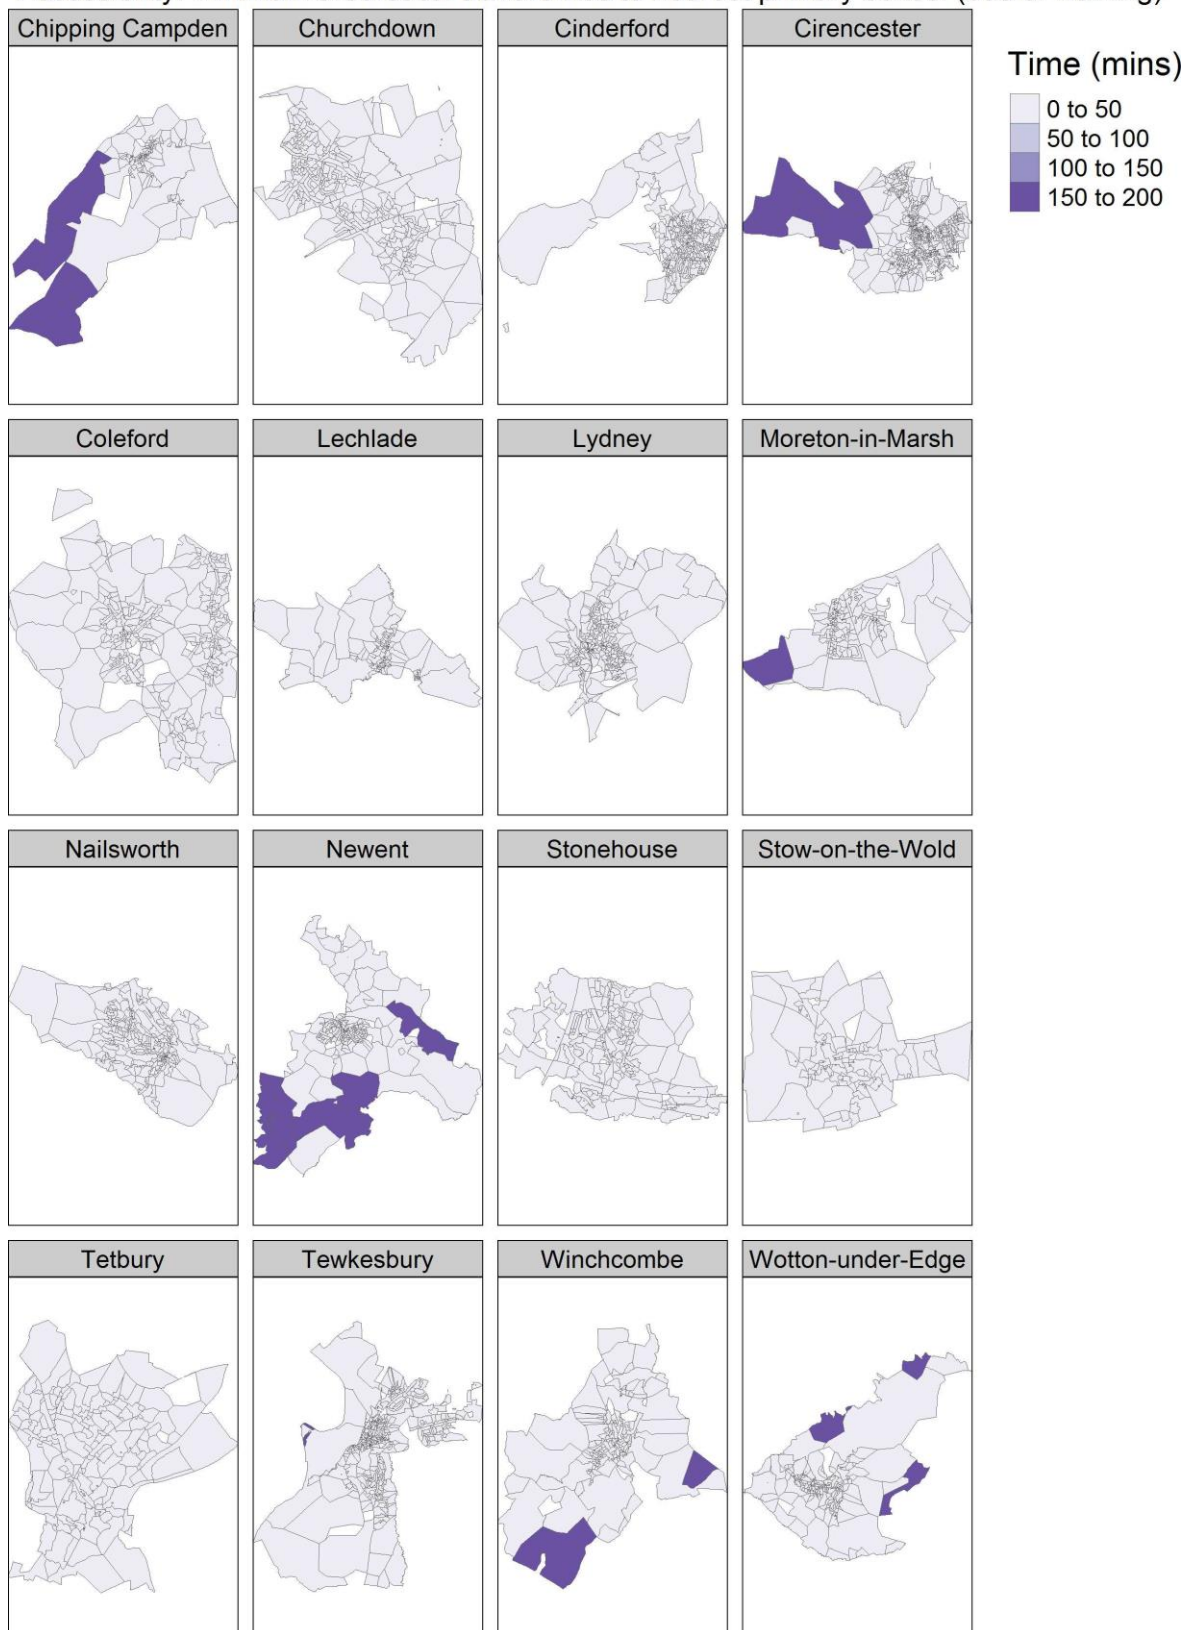 Chipping Campden Churchdown Cinderford Cirencester
Time (mins)
0 to 50
50 to 100
100 to 150
150 to 200
Coleford Lechlade Lydney Moreton-in-Marsh
Nailsworth Newent Stonehouse Stow-on-the-Wold
Tetbury Tewkesbury Winchcombe Wotton-under-Edge